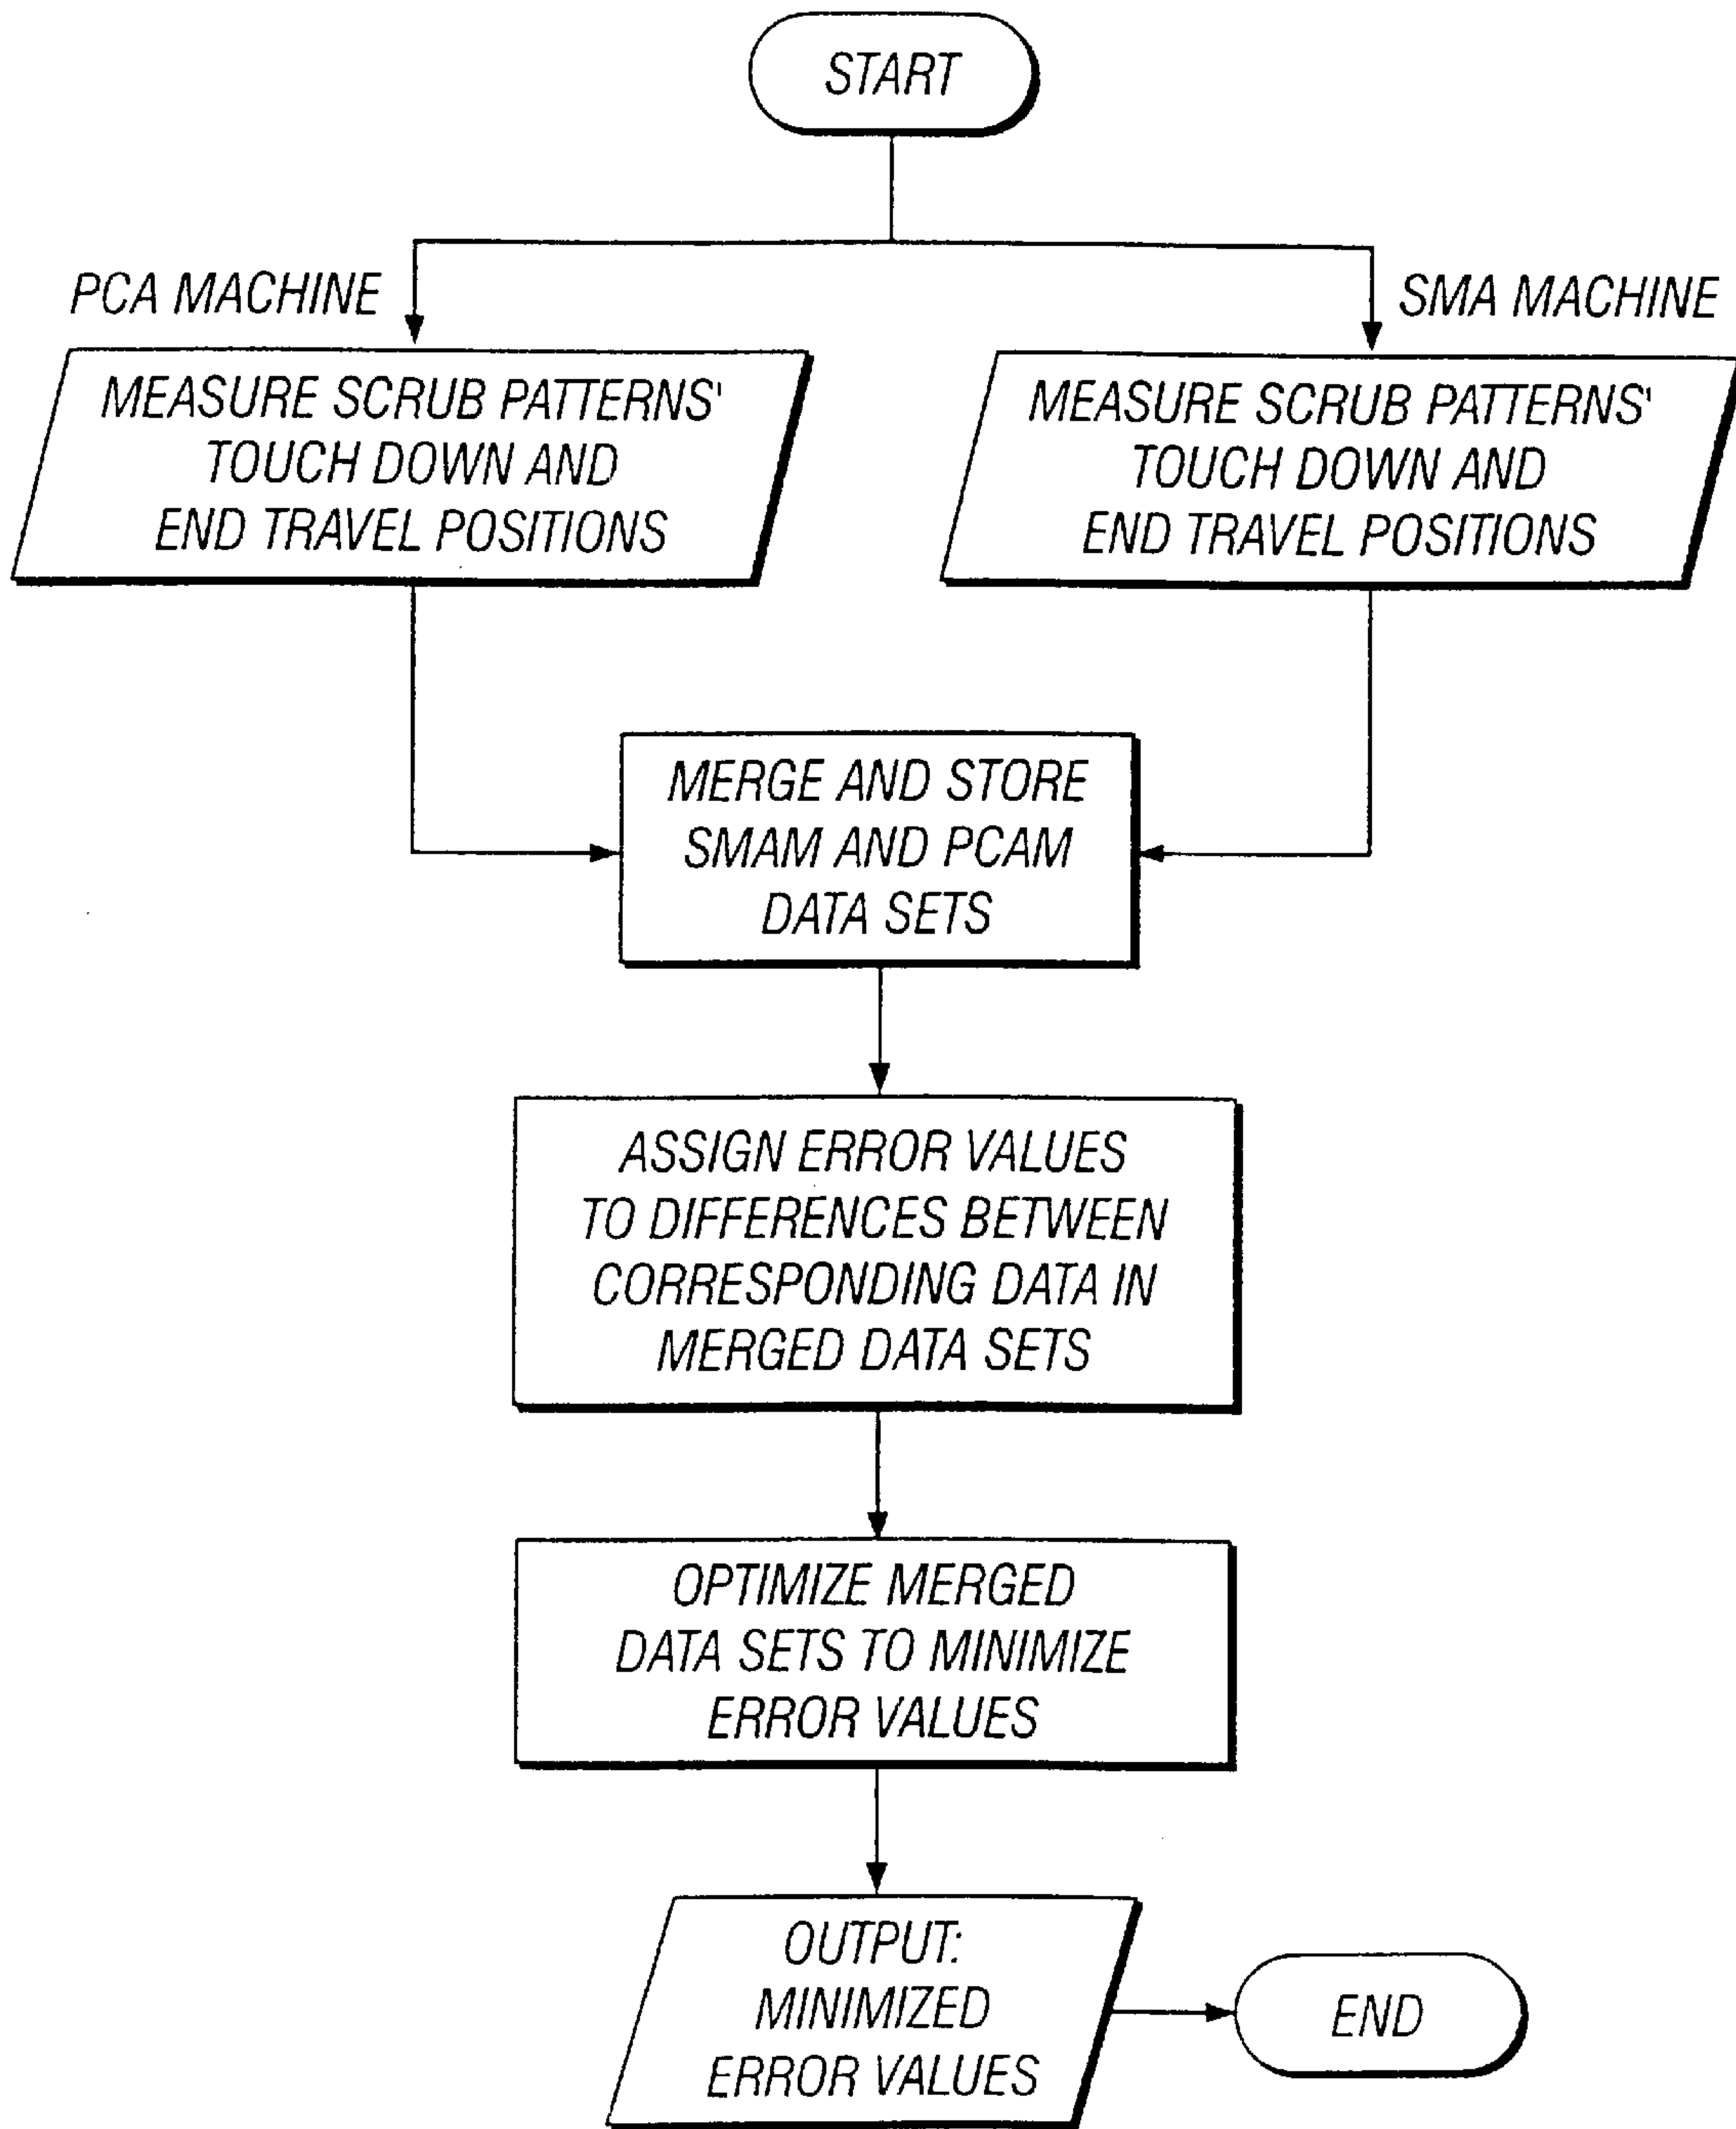 START
PCA MACHINE
SMA MACHINE
MEASURE SCRUB PATTERNS'
TOUCH DOWN AND
END TRAVEL POSITIONS
MEASURE SCRUB PATTERNS'
TOUCH DOWN AND
END TRAVEL POSITIONS
MERGE AND STORE
SMAM AND PCAM
DATA SETS
ASSIGN ERROR VALUES
TO DIFFERENCES BETWEEN
CORRESPONDING DATA IN
MERGED DATA SETS
OPTIMIZE MERGED
DATA SETS TO MINIMIZE
ERROR VALUES
OUTPUT:
MINIMIZED
ERROR VALUES
END